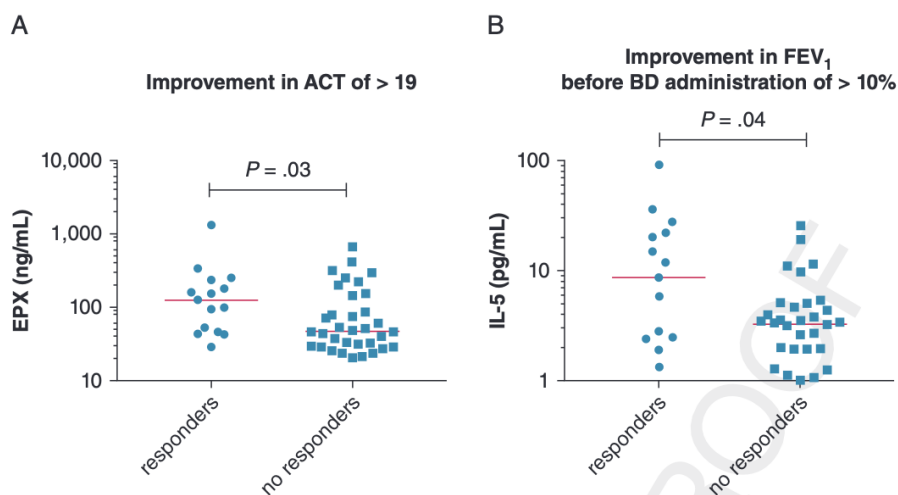 A
B
Improvement in ACT of > 19
Improvement in FEV1
before BD administration of > 10%
P = .03
P = .04
EPX (ng/mL)
10,000
1,000
100
10
IL-5 (pg/mL)
100
10
1
responders
no responders
responders
no responders
PROOF